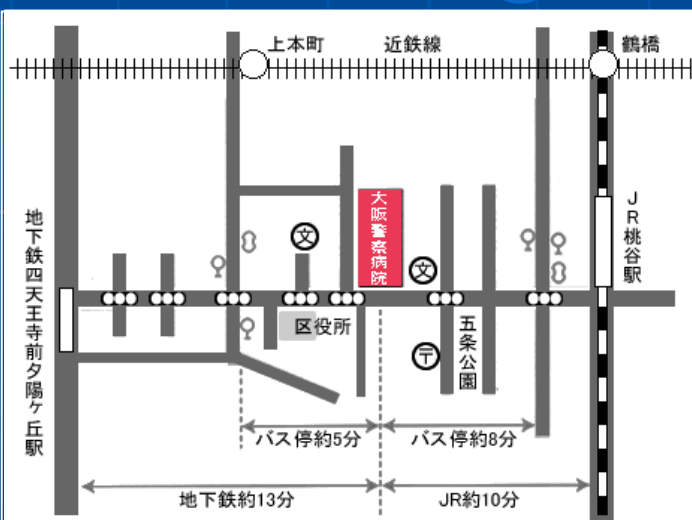 上本町
近鉄線
鶴橋
大阪警察病院
JR桃谷駅
地下鉄四天王寺前夕陽ヶ丘駅
文
文
区役所
五条公園
〒
バス停約5分
バス停約8分
地下鉄約13分
JR約10分